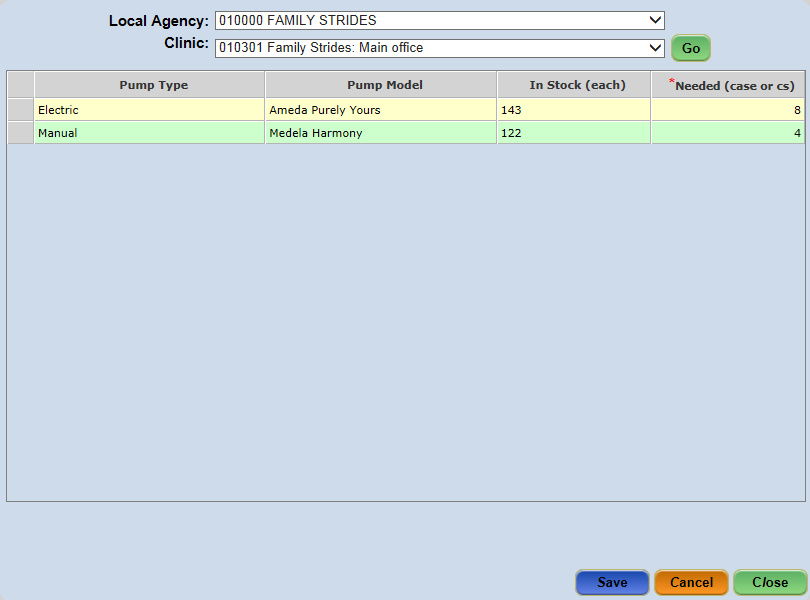 Local Agency: 010000 FAMILY STRIDES
Clinic: 010301 Family Strides: Main office Go
Pump Type Pump Model In Stock (each) *Needed (case or cs)
Electric Ameda Purely Yours 143 8
Manual Medela Harmony 122 4
Save Cancel Close